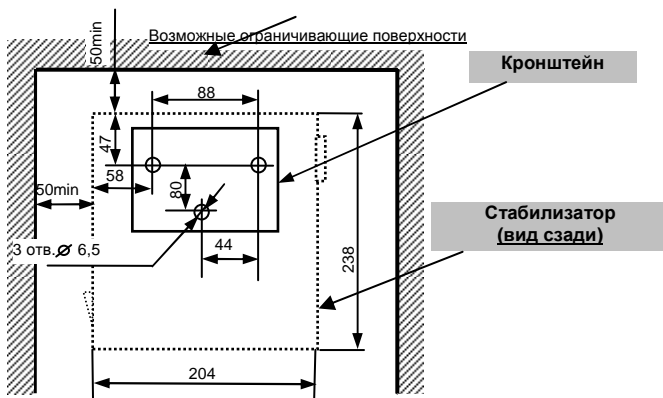 Возможные ограничивающие поверхности
50min
Кронштейн
88
47
58
80
50min
Стабилизатор
(вид сзади)
3 отв.⌀ 6,5
44
238
204